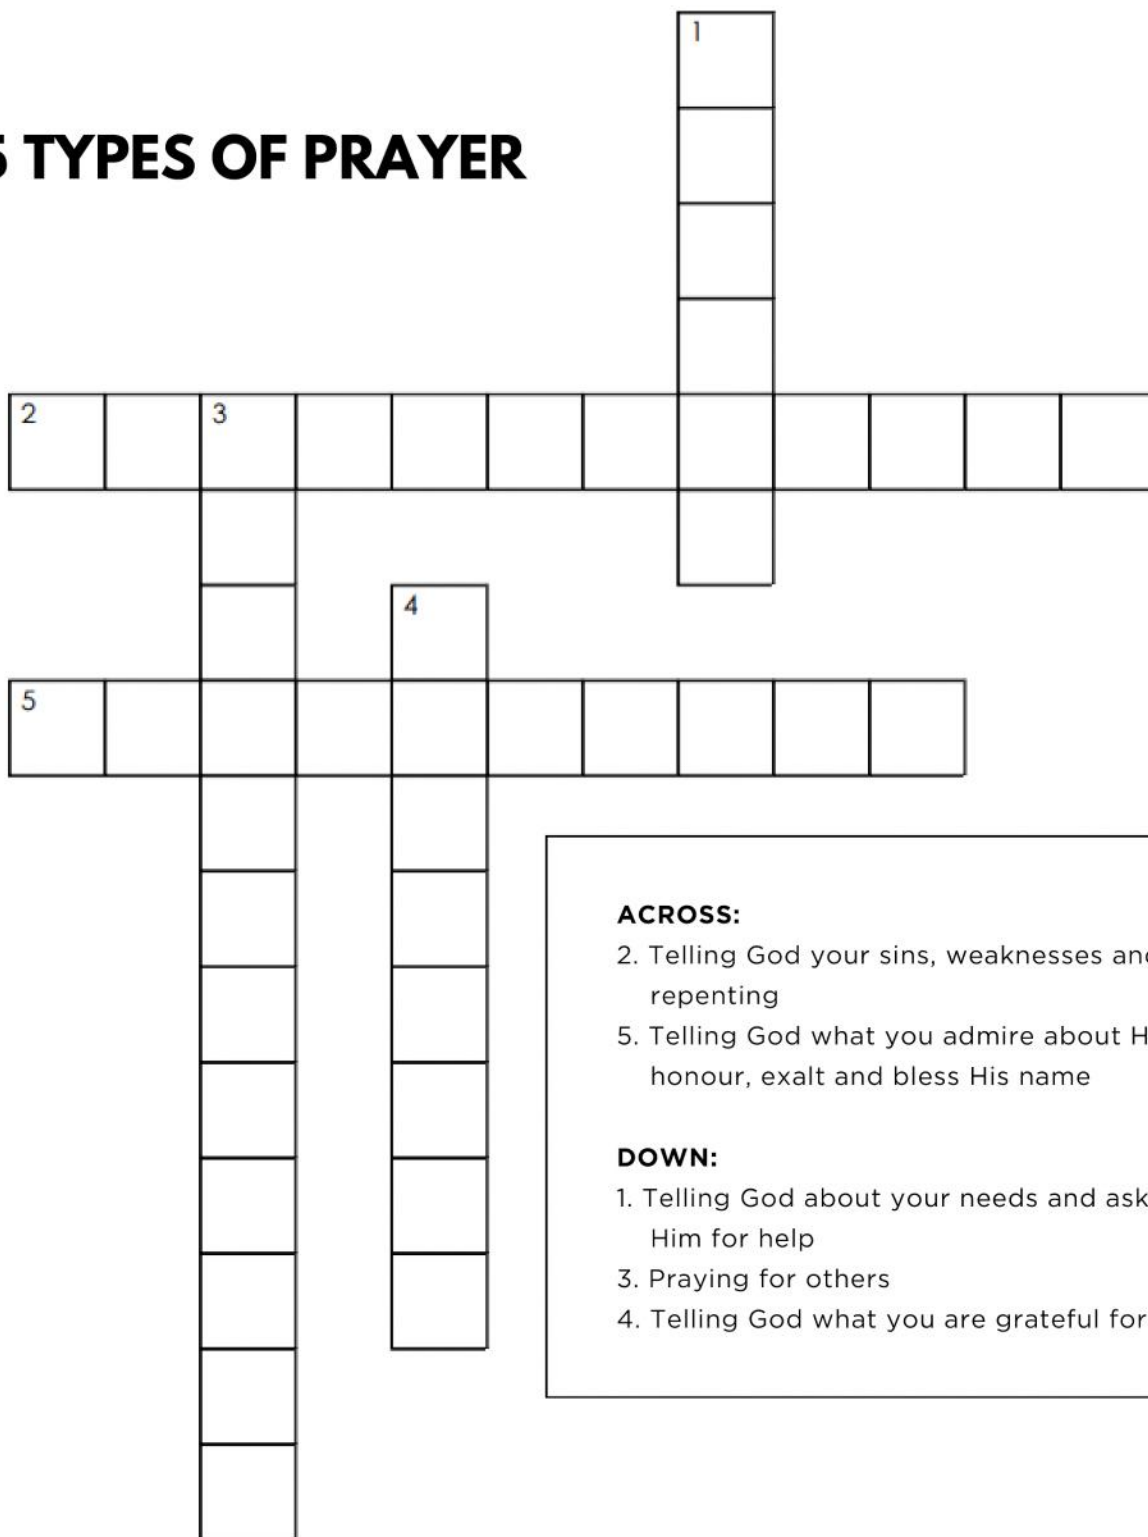 5 TYPES OF PRAYER
1
2
3
4
5
ACROSS:
2. Telling God your sins, weaknesses and
repenting
5. Telling God what you admire about H
honour, exalt and bless His name
DOWN:
1. Telling God about your needs and ask
Him for help
3. Praying for others
4. Telling God what you are grateful for